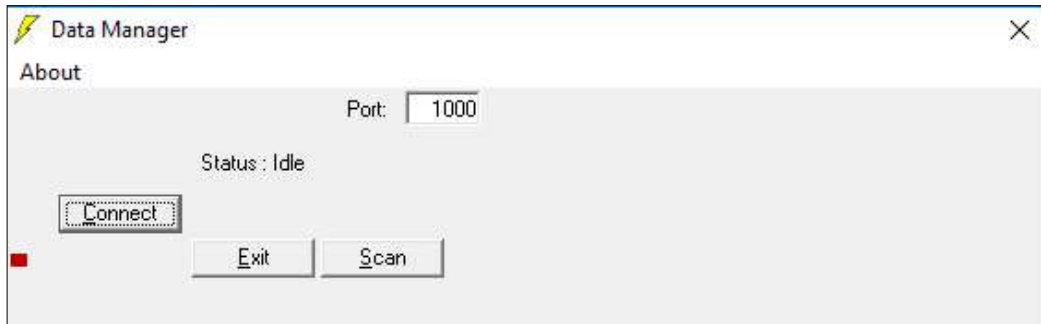 Data Manager
About
Port: 1000
Status : Idle
Connect
Exit Scan